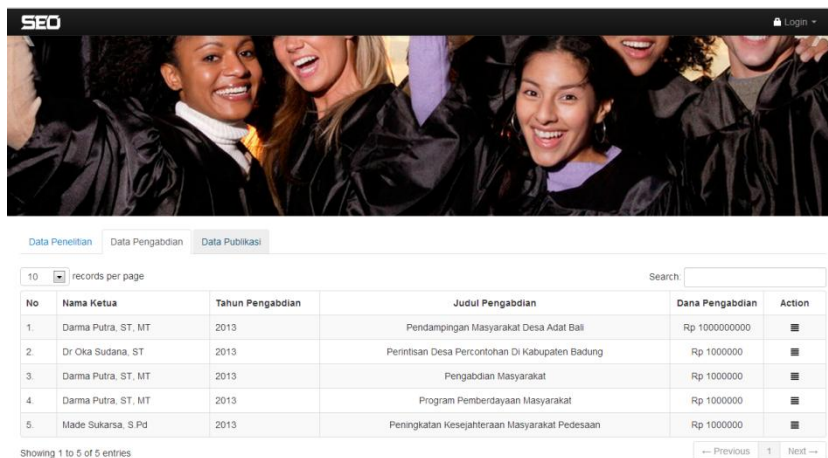 SEO
Login
Data Penelitian Data Pengabdian Data Publikasi
10 records per page Search:
No Nama Ketua Tahun Pengabdian Judul Pengabdian Dana Pengabdian Action
1. Darma Putra, ST, MT 2013 Pendampingan Masyarakat Desa Adat Bali Rp 1000000000
2. Dr Oka Sudana, ST 2013 Perintisan Desa Percontohan Di Kabupaten Badung Rp 1000000
3. Darma Putra, ST, MT 2013 Pengabdian Masyarakat Rp 1000000
4. Darma Putra, ST, MT 2013 Program Pemberdayaan Masyarakat Rp 1000000
5. Made Sukarsa, S.Pd 2013 Peningkatan Kesejahteraan Masyarakat Pedesaan Rp 1000000
Showing 1 to 5 of 5 entries ← Previous 1 Next →